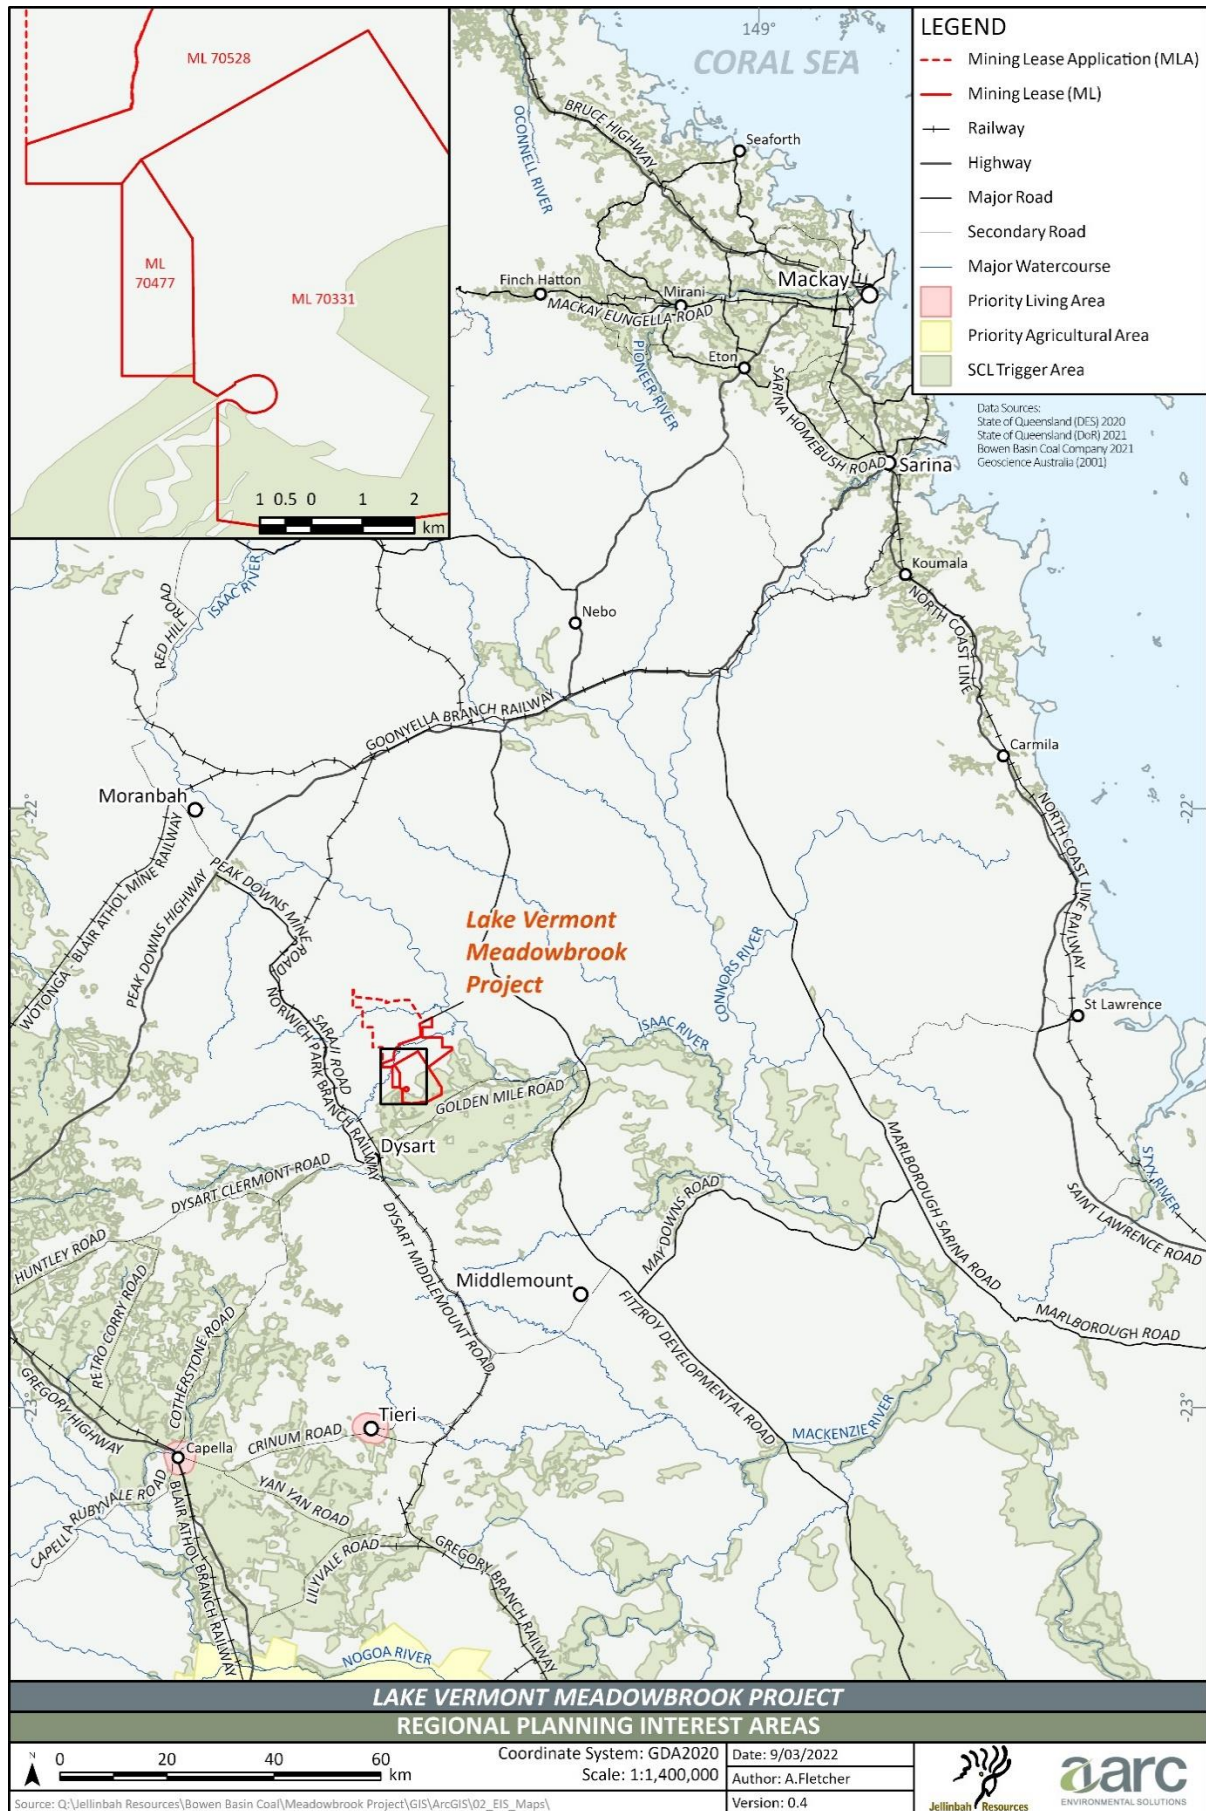 ML 70528
ML
70477
ML 70331
1 0.5 0 1 2
km
149°
CORAL SEA
LEGEND
Mining Lease Application (MLA)
Mining Lease (ML)
Railway
Highway
Major Road
Secondary Road
Major Watercourse
Priority Living Area
Priority Agricultural Area
SCL Trigger Area
Data Sources:
State of Queensland (DES) 2020
State of Queensland (DoR) 2021
Bowen Basin Coal Company 2021
Geoscience Australia (2001)
OCONNELL RIVER
BRUCE HIGHWAY
Seaforth
Finch Hatton
Mirani
Mackay
MACKAY EUNGELLA ROAD
PIONEER RIVER
Eton
SARINA HOMEBUSH ROAD
Sarina
Koumala
NORTH COAST LINE
RED HILL ROAD
ISAAC RIVER
Nebo
GOONYELLA BRANCH RAILWAY
Carmila
Moranbah
-22°
-22°
NORTH COAST LINE RAILWAY
WOTONGA - BLAIR ATHOL MINE RAILWAY
PEAK DOWNS HIGHWAY
PEAK DOWNS MINE ROAD
Lake Vermont
Meadowbrook
Project
CONNORS RIVER
St Lawrence
SARAJI ROAD
NORWICH PARK BRANCH RAILWAY
ISAAC RIVER
GOLDEN MILE ROAD
Dysart
DYSART CLERMONT ROAD
MARLBOROUGH SARINA ROAD
STYX RIVER
SAINT LAWRENCE ROAD
HUNTLEY ROAD
RETRO CORRY ROAD
COTHERSTONE ROAD
DYSART MIDDLEMOUNT ROAD
MAY DOWNS ROAD
Middlemount
FITZROY DEVELOPMENTAL ROAD
MARLBOROUGH ROAD
-23°
-23°
GREGORY HIGHWAY
Tieri
Capella
CRINUM ROAD
MACKENZIE RIVER
CAPELLA RUBYVALE ROAD
YAN YAN ROAD
BLAIR ATHOL BRANCH RAILWAY
LILYVALE ROAD
GREGORY BRANCH RAILWAY
NOGOA RIVER
LAKE VERMONT MEADOWBROOK PROJECT
REGIONAL PLANNING INTEREST AREAS
N
0 20 40 60
km
Coordinate System: GDA2020
Scale: 1:1,400,000
Date: 9/03/2022
Author: A.Fletcher
Version: 0.4
Source: Q:\Jellinbah Resources\Bowen Basin Coal\Meadowbrook Project\GIS\ArcGIS\02_EIS_Maps\
Jellinbah Resources
aarc
ENVIRONMENTAL SOLUTIONS